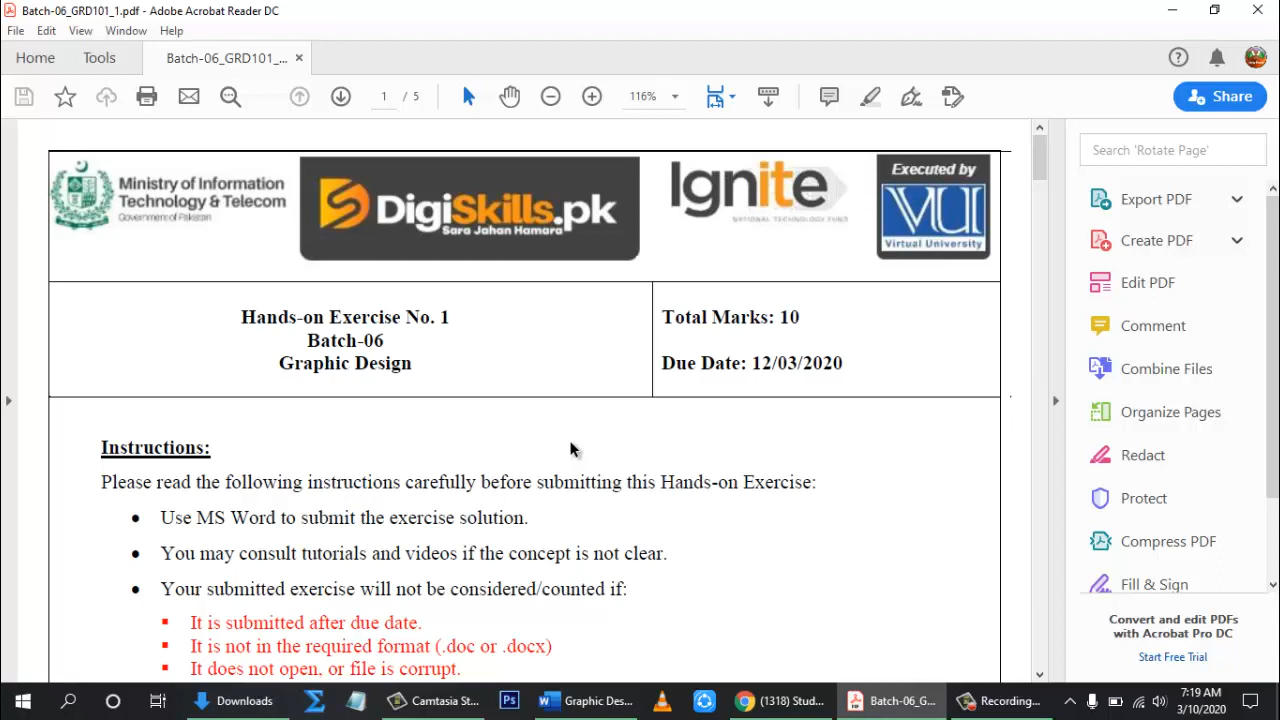 Batch-06_GRD101_1.pdf - Adobe Acrobat Reader DC
File Edit View Window Help
Home Tools Batch-06_GRD101_... ×
1 / 5 116% Share
Search 'Rotate Page'
Export PDF
Create PDF
Edit PDF
Comment
Combine Files
Organize Pages
Redact
Protect
Compress PDF
Fill & Sign
Convert and edit PDFs
with Acrobat Pro DC
Start Free Trial
Ministry of Information
Technology & Telecom
Government of Pakistan
DigiSkills.pk
Sara Jahan Hamara
Ignite
NATIONAL TECHNOLOGY FUND
Executed by
VU
Virtual University
Hands-on Exercise No. 1
Batch-06
Graphic Design
Total Marks: 10
Due Date: 12/03/2020
Instructions:
Please read the following instructions carefully before submitting this Hands-on Exercise:
• Use MS Word to submit the exercise solution.
• You may consult tutorials and videos if the concept is not clear.
• Your submitted exercise will not be considered/counted if:
▪ It is submitted after due date.
▪ It is not in the required format (.doc or .docx)
▪ It does not open, or file is corrupt.
Downloads Camtasia St... Ps Graphic Des... (1318) Stud... Batch-06_G... Recording...
7:19 AM
3/10/2020